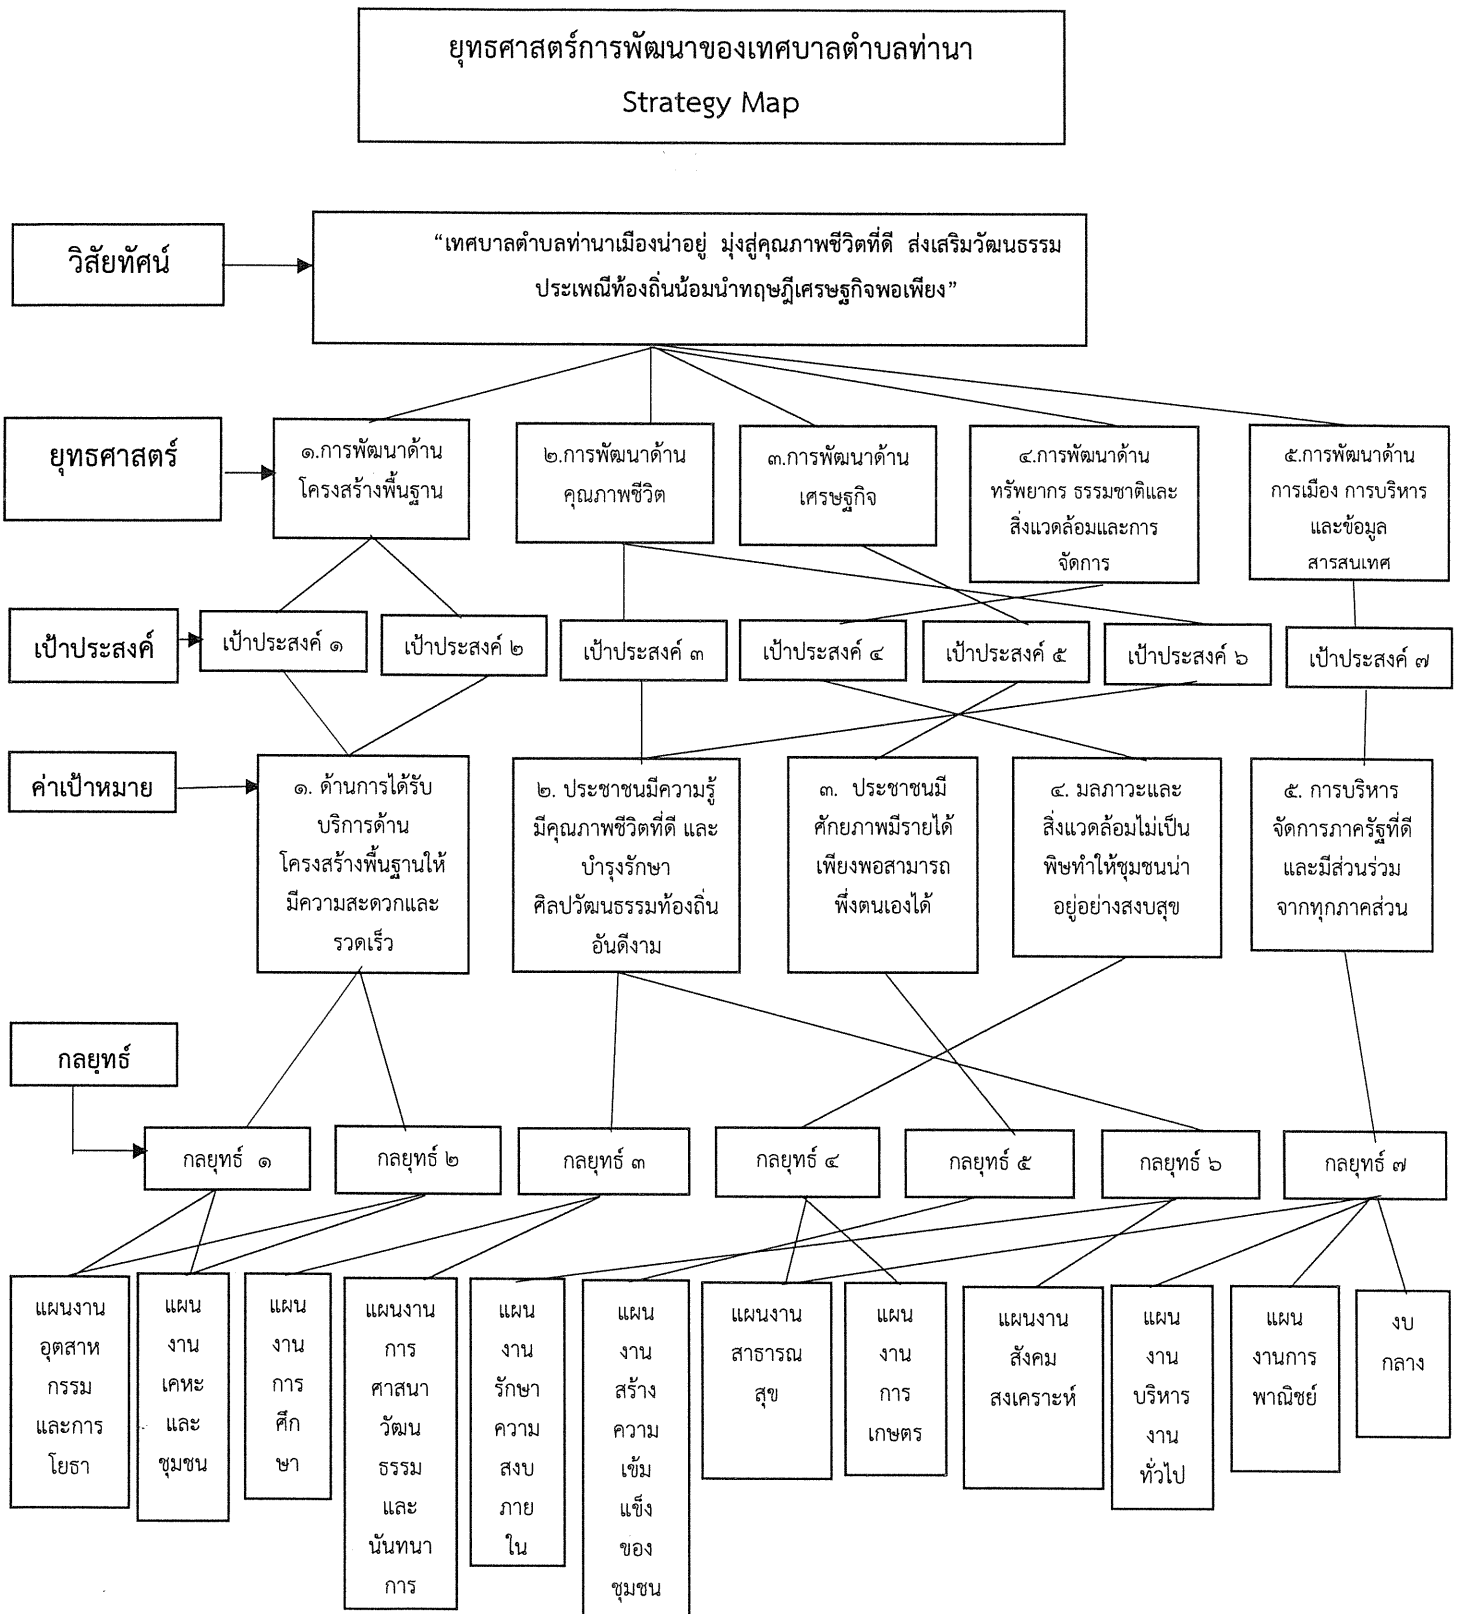 ยุทธศาสตร์การพัฒนาของเทศบาลตำบลท่านา
Strategy Map
วิสัยทัศน์
“เทศบาลตำบลท่านาเมืองน่าอยู่ มุ่งสู่คุณภาพชีวิตที่ดี ส่งเสริมวัฒนธรรม
ประเพณีท้องถิ่นน้อมนำทฤษฎีเศรษฐกิจพอเพียง”
ยุทธศาสตร์
๑.การพัฒนาด้าน
โครงสร้างพื้นฐาน
๒.การพัฒนาด้าน
คุณภาพชีวิต
๓.การพัฒนาด้าน
เศรษฐกิจ
๔.การพัฒนาด้าน
ทรัพยากร ธรรมชาติและ
สิ่งแวดล้อมและการ
จัดการ
๕.การพัฒนาด้าน
การเมือง การบริหาร
และข้อมูล
สารสนเทศ
เป้าประสงค์
เป้าประสงค์ ๑
เป้าประสงค์ ๒
เป้าประสงค์ ๓
เป้าประสงค์ ๔
เป้าประสงค์ ๕
เป้าประสงค์ ๖
เป้าประสงค์ ๗
ค่าเป้าหมาย
๑. ด้านการได้รับ
บริการด้าน
โครงสร้างพื้นฐานให้
มีความสะดวกและ
รวดเร็ว
๒. ประชาชนมีความรู้
มีคุณภาพชีวิตที่ดี และ
บำรุงรักษา
ศิลปวัฒนธรรมท้องถิ่น
อันดีงาม
๓. ประชาชนมี
ศักยภาพมีรายได้
เพียงพอสามารถ
พึ่งตนเองได้
๔. มลภาวะและ
สิ่งแวดล้อมไม่เป็น
พิษทำให้ชุมชนน่า
อยู่อย่างสงบสุข
๕. การบริหาร
จัดการภาครัฐที่ดี
และมีส่วนร่วม
จากทุกภาคส่วน
กลยุทธ์
กลยุทธ์ ๑
กลยุทธ์ ๒
กลยุทธ์ ๓
กลยุทธ์ ๔
กลยุทธ์ ๕
กลยุทธ์ ๖
กลยุทธ์ ๗
แผนงาน
อุตสาห
กรรม
และการ
โยธา
แผน
งาน
เคหะ
และ
ชุมชน
แผน
งาน
การ
ศึก
ษา
แผนงาน
การ
ศาสนา
วัฒน
ธรรม
และ
นันทนา
การ
แผน
งาน
รักษา
ความ
สงบ
ภาย
ใน
แผน
งาน
สร้าง
ความ
เข้ม
แข็ง
ของ
ชุมชน
แผนงาน
สาธารณ
สุข
แผน
งาน
การ
เกษตร
แผนงาน
สังคม
สงเคราะห์
แผน
งาน
บริหาร
งาน
ทั่วไป
แผน
งานการ
พาณิชย์
งบ
กลาง